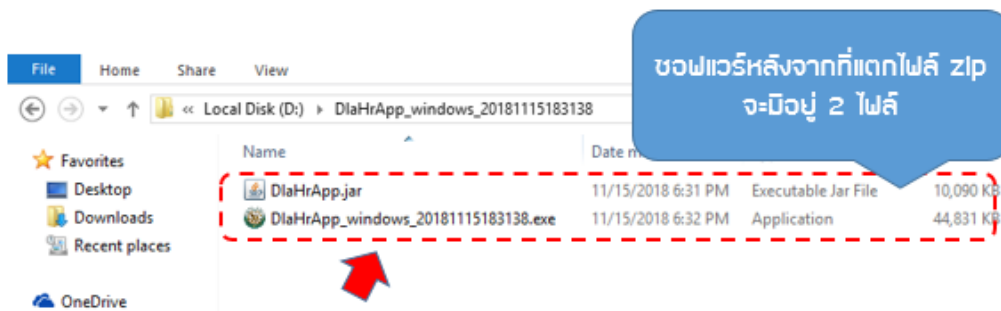 ซอฟแวร์หลังจากที่แตกไฟล์ zip
จะมีอยู่ 2 ไฟล์
File Home Share View
« Local Disk (D:) DlaHrApp_windows_20181115183138
Favorites
Desktop
Downloads
Recent places
OneDrive
Name Date m
DlaHrApp.jar 11/15/2018 6:31 PM Executable Jar File 10,090 KB
DlaHrApp_windows_20181115183138.exe 11/15/2018 6:32 PM Application 44,831 KB